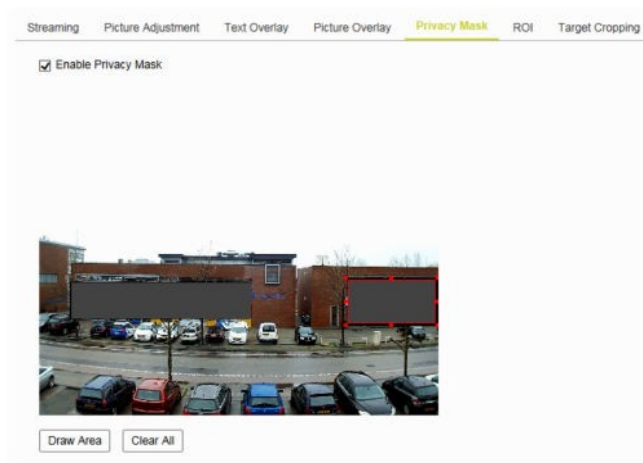 Streaming Picture Adjustment Text Overlay Picture Overlay Privacy Mask ROI Target Cropping
Enable Privacy Mask
Draw Area Clear All